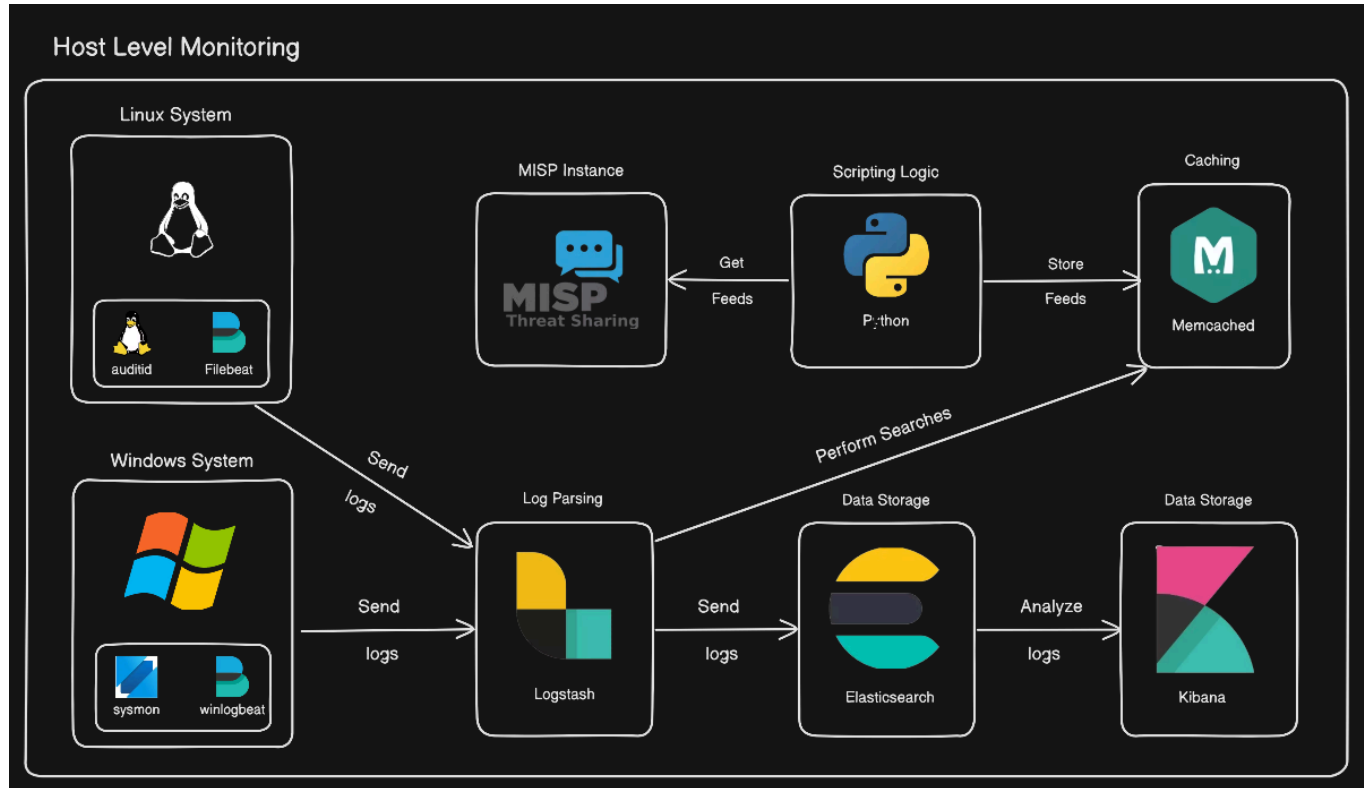 Host Level Monitoring
Linux System
auditid
Filebeat
MISP Instance
MISP
Threat Sharing
Get
Feeds
Scripting Logic
Python
Store
Feeds
Caching
M
Memcached
Send
logs
Perform Searches
Windows System
sysmon
winlogbeat
Send
logs
Log Parsing
Logstash
Send
logs
Data Storage
Elasticsearch
Analyze
logs
Data Storage
Kibana